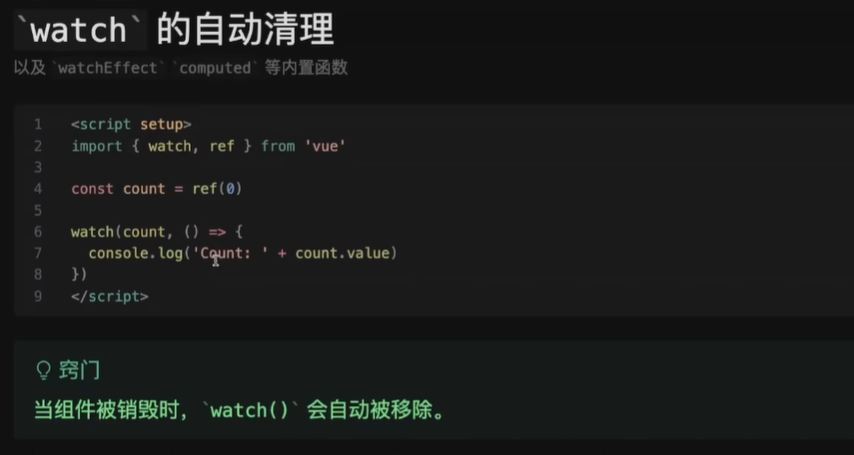 `watch` 的自动清理
以及 `watchEffect` `computed` 等内置函数
1 <script setup>
2 import { watch, ref } from 'vue'
3
4 const count = ref(0)
5
6 watch(count, () => {
7   console.log('Count: ' + count.value)
8 })
9 </script>
窍门
当组件被销毁时， `watch()` 会自动被移除。